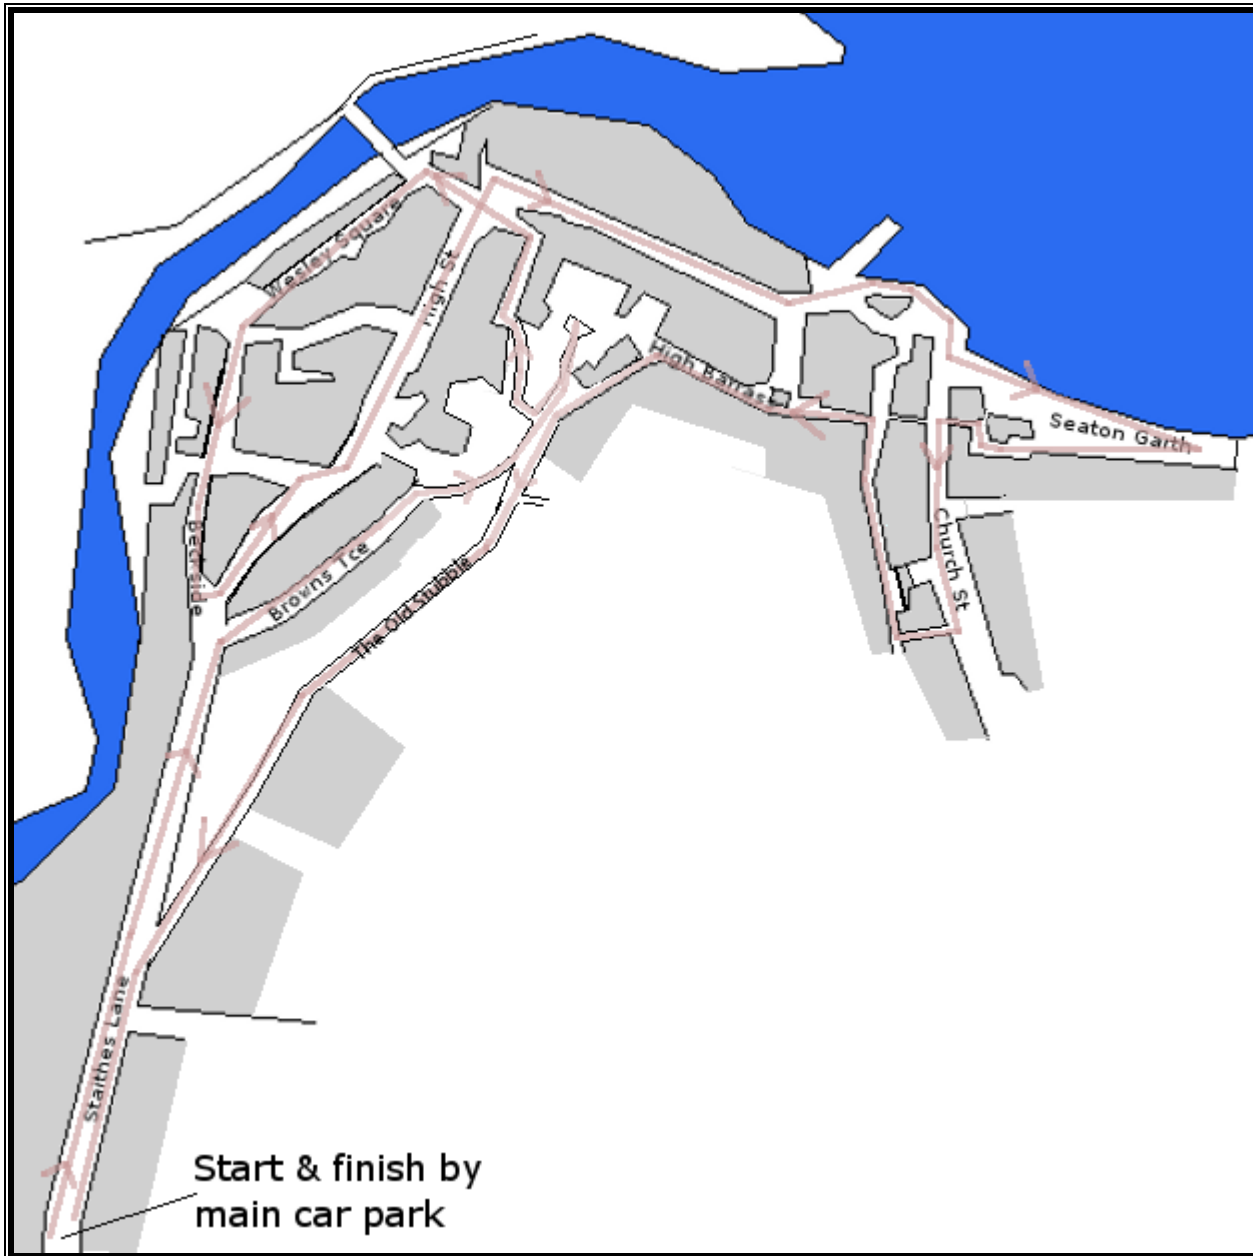 Wesley Square
High St
High Barrass
Seaton Garth
Beckside
Browns Tce
The Old Stubble
Church St
Staithes Lane
Start & finish by
main car park